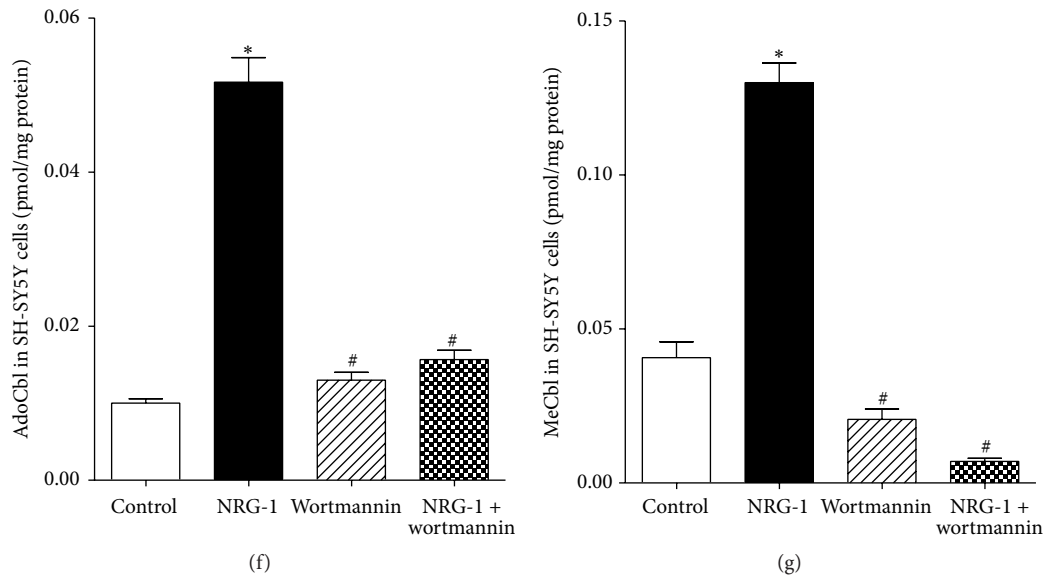 AdoCbl in SH-SY5Y cells (pmol/mg protein)
0.06
0.04
0.02
0.00
*
#
#
Control
NRG-1
Wortmannin
NRG-1 +
wortmannin
(f)
MeCbl in SH-SY5Y cells (pmol/mg protein)
0.15
0.10
0.05
0.00
*
#
#
Control
NRG-1
Wortmannin
NRG-1 +
wortmannin
(g)